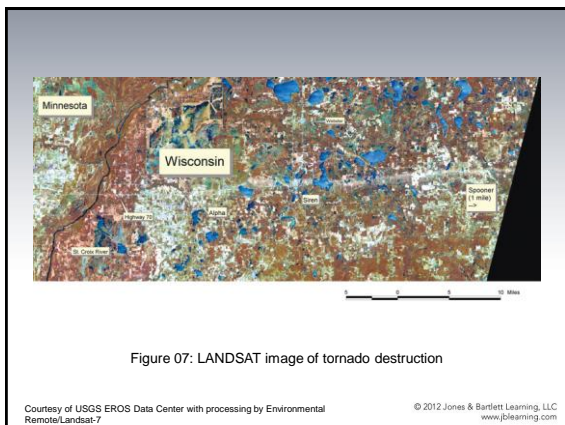 Minnesota
Webster
Wisconsin
Spooner
(1 mile)
-->
Siren
Alpha
Highway 70
St. Croix River
5 0 5 10 Miles
Figure 07: LANDSAT image of tornado destruction
Courtesy of USGS EROS Data Center with processing by Environmental
Remote/Landsat-7
© 2012 Jones & Bartlett Learning, LLC
www.jblearning.com